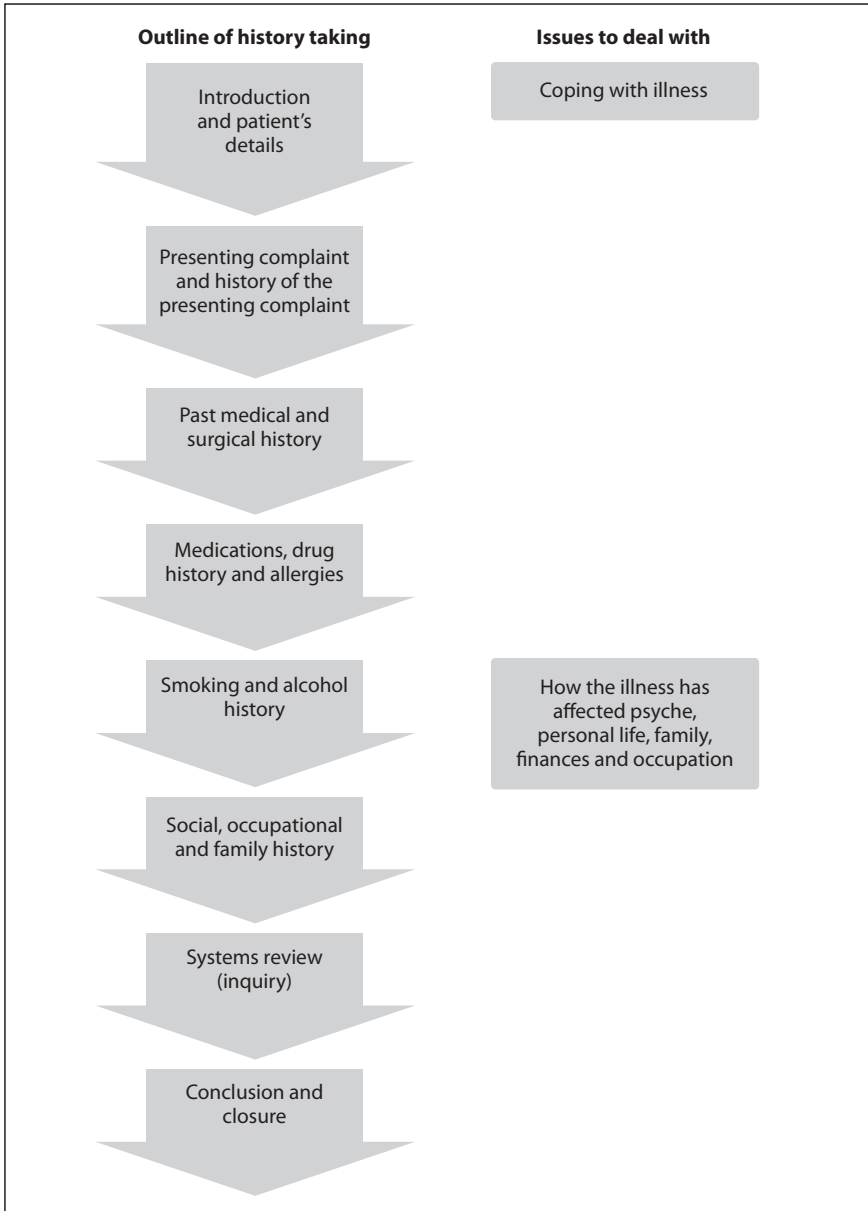 Outline of history taking
Issues to deal with
Introduction
and patient's
details
Coping with illness
Presenting complaint
and history of the
presenting complaint
Past medical and
surgical history
Medications, drug
history and allergies
Smoking and alcohol
history
How the illness has
affected psyche,
personal life, family,
finances and occupation
Social, occupational
and family history
Systems review
(inquiry)
Conclusion and
closure